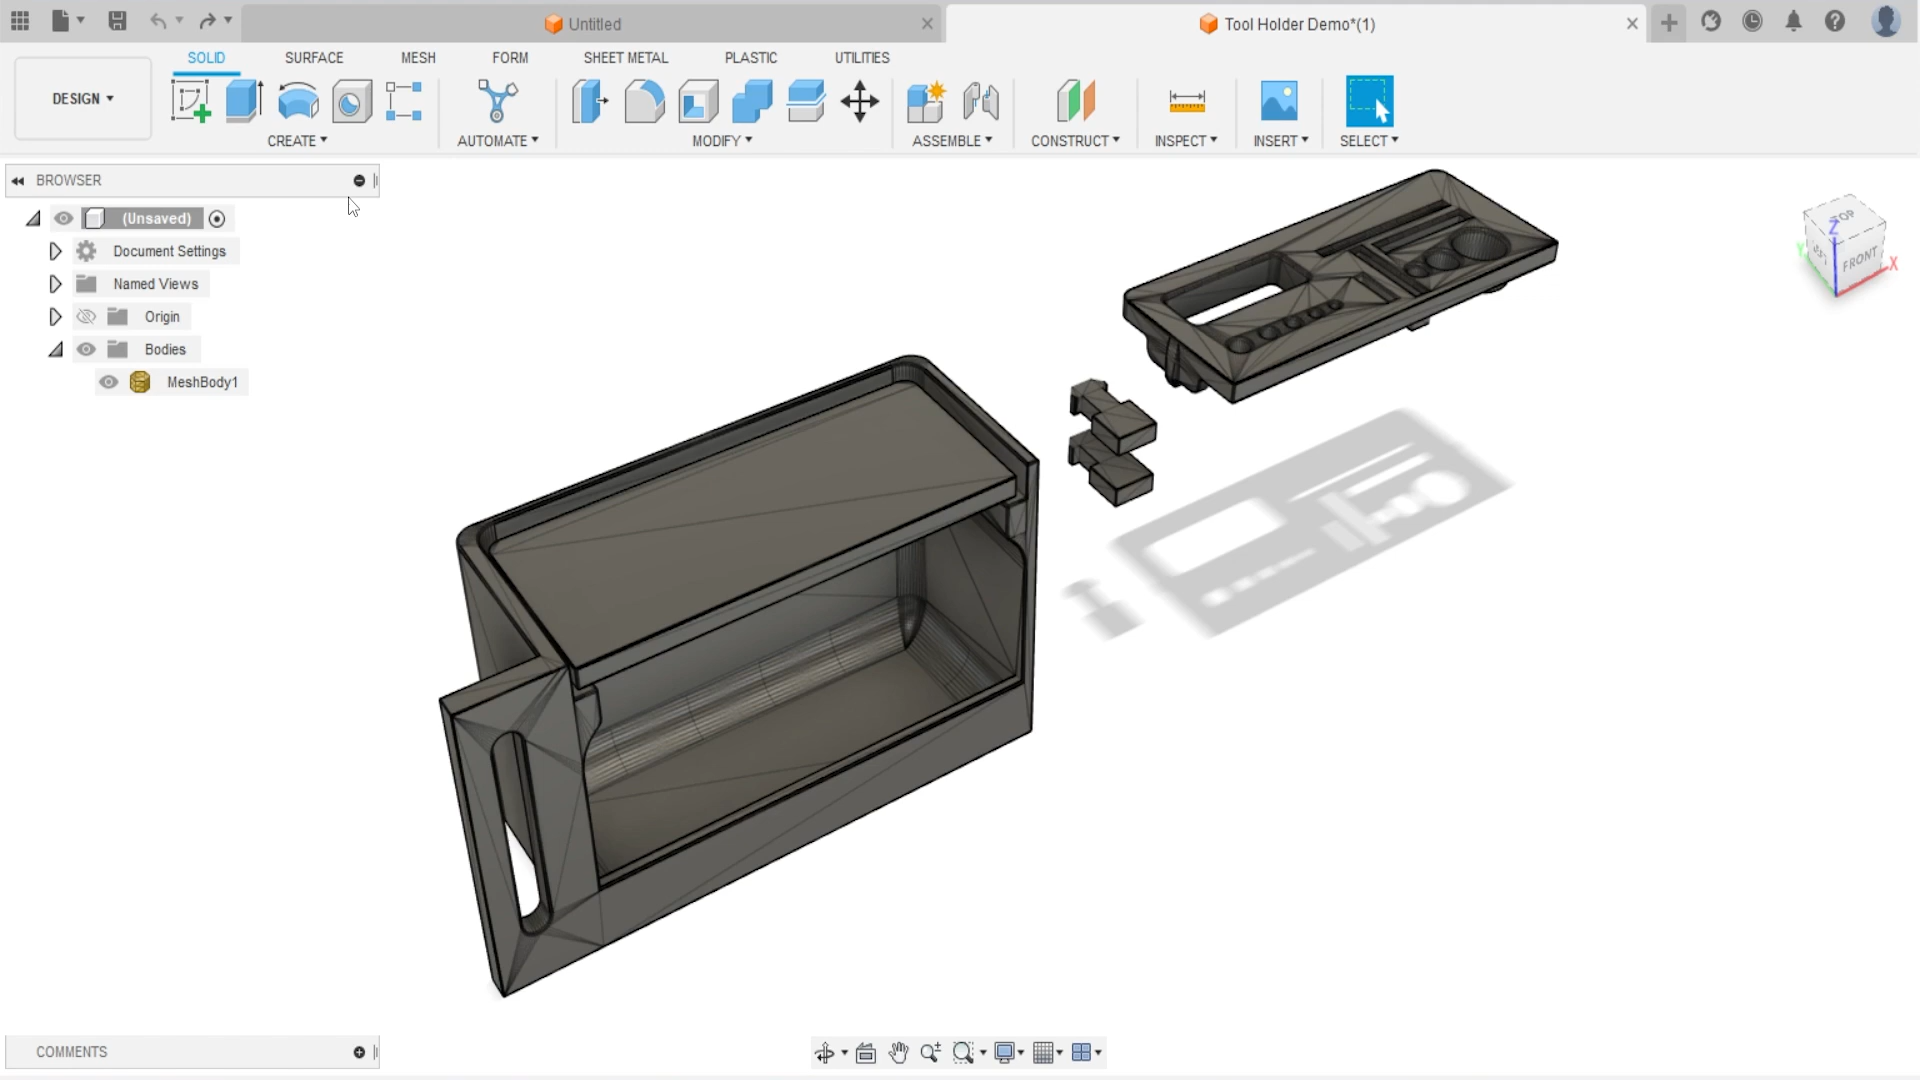 Untitled
Tool Holder Demo*(1)
DESIGN
SOLID
SURFACE
MESH
FORM
SHEET METAL
PLASTIC
UTILITIES
CREATE
AUTOMATE
MODIFY
ASSEMBLE
CONSTRUCT
INSPECT
INSERT
SELECT
BROWSER
(Unsaved)
Document Settings
Named Views
Origin
Bodies
MeshBody1
TOP
FRONT
Z
X
Y
COMMENTS